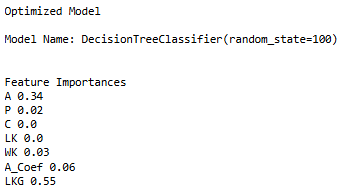 Optimized Model
Model Name: DecisionTreeClassifier(random_state=100)
Feature Importances
A 0.34
P 0.02
C 0.0
LK 0.0
WK 0.03
A_Coef 0.06
LKG 0.55